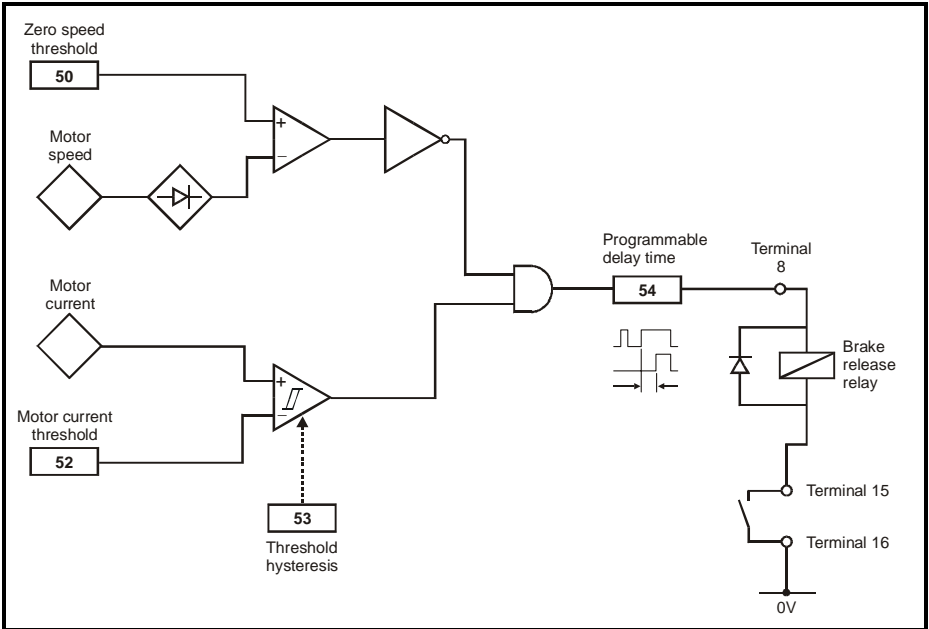 Zero speed
threshold
50
+
−
Motor
speed
Programmable
delay time
54
Terminal
8
Motor
current
+
−
Brake
release
relay
Motor current
threshold
52
53
Threshold
hysteresis
Terminal 15
Terminal 16
0V